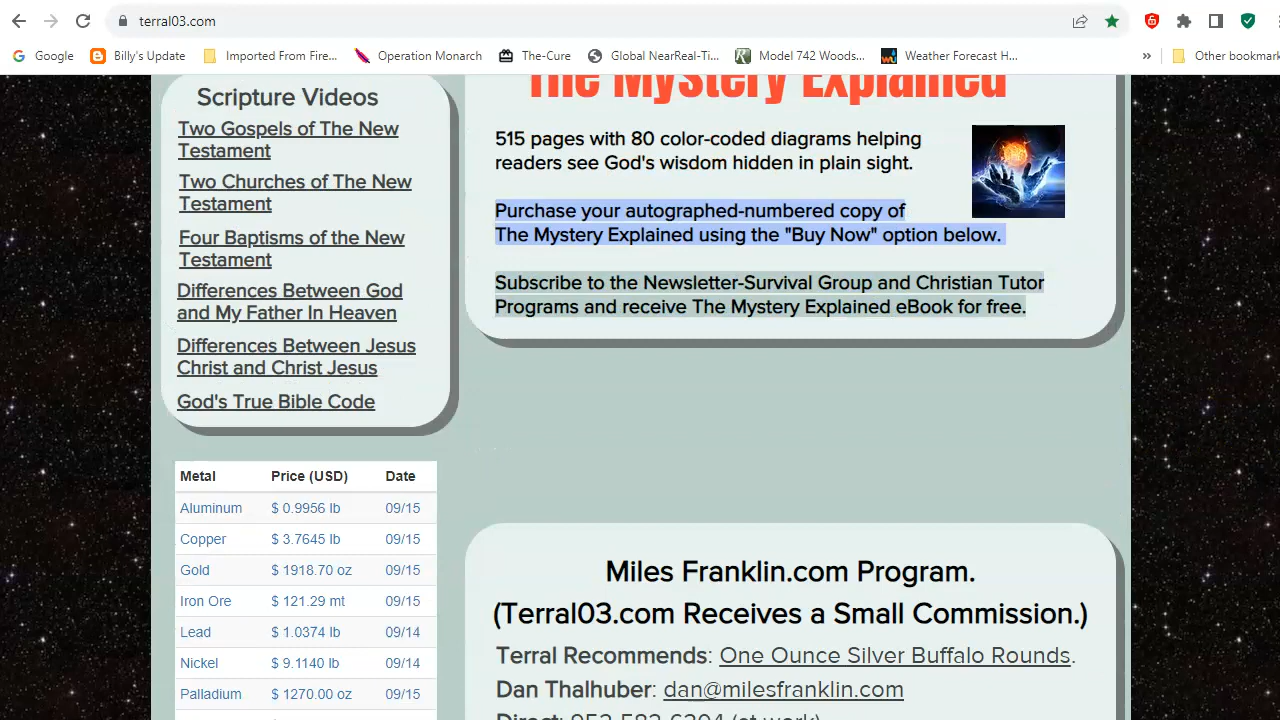 terral03.com
Google
Billy's Update
Imported From Fire...
Operation Monarch
The-Cure
Global NearReal-Ti...
Model 742 Woods...
Weather Forecast H...
»
Other bookmark
Scripture Videos
Two Gospels of The New
Testament
Two Churches of The New
Testament
Four Baptisms of the New
Testament
Differences Between God
and My Father In Heaven
Differences Between Jesus
Christ and Christ Jesus
God's True Bible Code
Metal Price (USD) Date
Aluminum $ 0.9956 lb 09/15
Copper $ 3.7645 lb 09/15
Gold $ 1918.70 oz 09/15
Iron Ore $ 121.29 mt 09/15
Lead $ 1.0374 lb 09/14
Nickel $ 9.1140 lb 09/14
Palladium $ 1270.00 oz 09/15
The Mystery Explained
515 pages with 80 color-coded diagrams helping
readers see God's wisdom hidden in plain sight.
Purchase your autographed-numbered copy of
The Mystery Explained using the "Buy Now" option below.
Subscribe to the Newsletter-Survival Group and Christian Tutor
Programs and receive The Mystery Explained eBook for free.
Miles Franklin.com Program.
(Terral03.com Receives a Small Commission.)
Terral Recommends: One Ounce Silver Buffalo Rounds.
Dan Thalhuber: dan@milesfranklin.com
Direct: 952-583-6304 (at work)